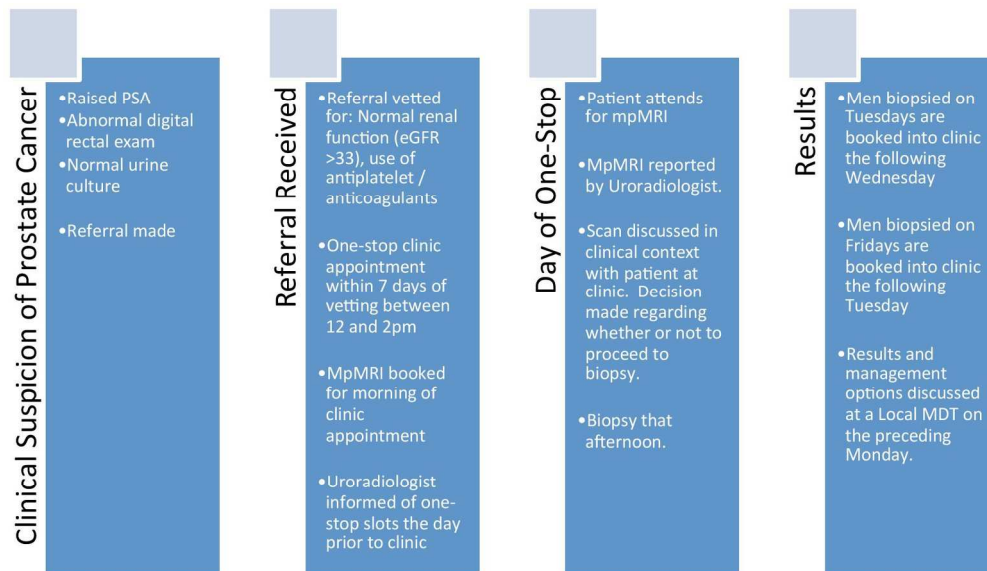 Clinical Suspicion of Prostate Cancer
•Raised PSA
•Abnormal digital
rectal exam
•Normal urine
culture
•Referral made
Referral Received
•Referral vetted
for: Normal renal
function (eGFR
>33), use of
antiplatelet /
anticoagulants
•One-stop clinic
appointment
within 7 days of
vetting between
12 and 2pm
•MpMRI booked
for morning of
clinic
appointment
•Uroradiologist
informed of one-
stop slots the day
prior to clinic
Day of One-Stop
•Patient attends
for mpMRI
•MpMRI reported
by Uroradiologist.
•Scan discussed in
clinical context
with patient at
clinic. Decision
made regarding
whether or not to
proceed to
biopsy.
•Biopsy that
afternoon.
Results
•Men biopsied on
Tuesdays are
booked into clinic
the following
Wednesday
•Men biopsied on
Fridays are
booked into clinic
the following
Tuesday
•Results and
management
options discussed
at a Local MDT on
the preceding
Monday.